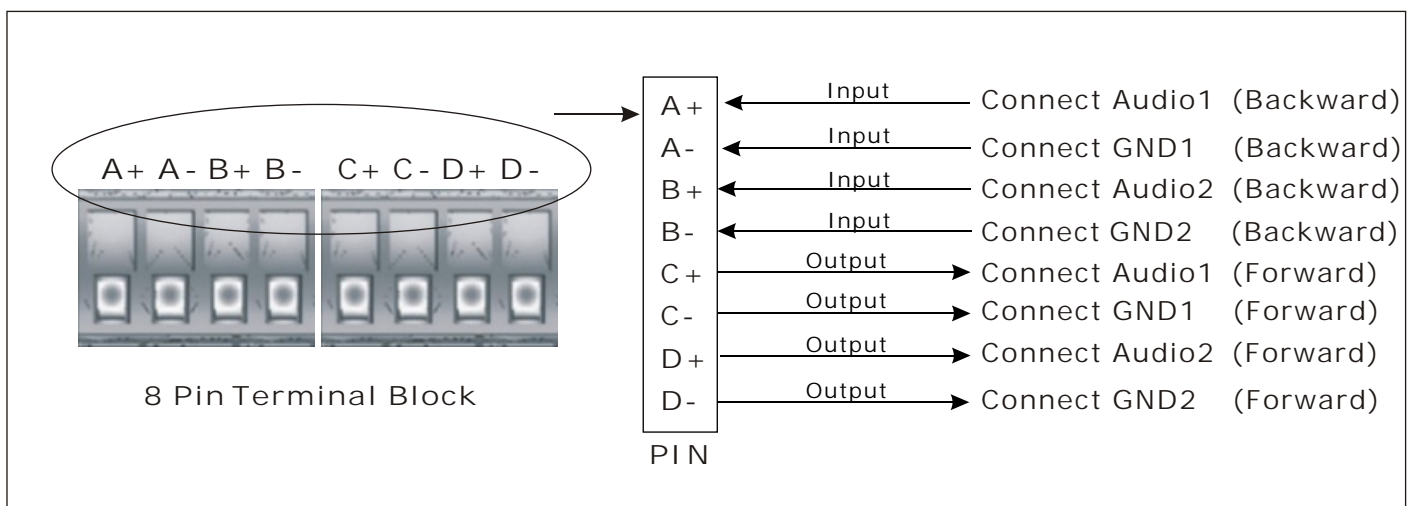 A+ A- B+ B- C+ C- D+ D-
8 Pin Terminal Block
A+ Input Connect Audio1 (Backward)
A- Input Connect GND1 (Backward)
B+ Input Connect Audio2 (Backward)
B- Input Connect GND2 (Backward)
C+ Output Connect Audio1 (Forward)
C- Output Connect GND1 (Forward)
D+ Output Connect Audio2 (Forward)
D- Output Connect GND2 (Forward)
PIN